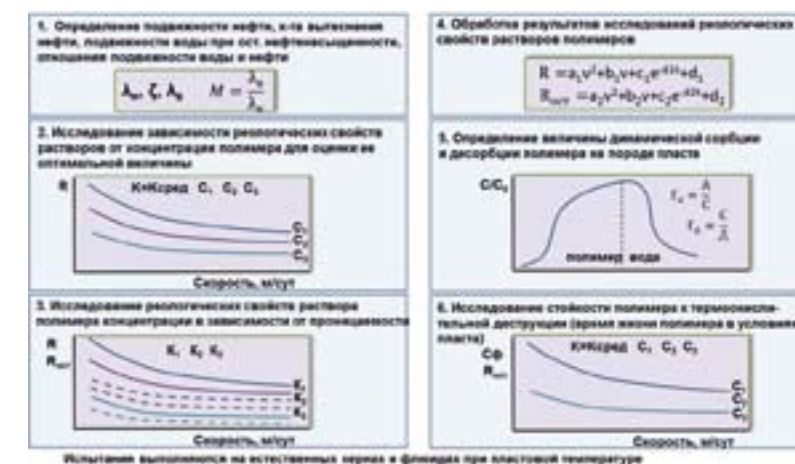 1. Определение подвижности нефти, к-та вытеснения
нефти, подвижности воды при ост. нефтенасыщенности,
отношения подвижности воды и нефти
2. Исследование зависимости реологических свойств
растворов от концентрации полимера для оценки ее
оптимальной величины
R
К=Ксред C₁ C₂ C₃
Скорость, м/сут
3. Исследование реологических свойств раствора
полимера концентрации в зависимости от проницаемости
R
K₁ K₂ K₃
Скорость, м/сут
4. Обработка результатов исследований реологических
свойств растворов полимеров
5. Определение величины динамической сорбции
и десорбции полимера на породе пласта
C/C₀
полимер вода
6. Исследование стойкости полимера к термоокисли-
тельной деструкции (время жизни полимера в условиях
пласта)
К=Ксред C₁ C₂ C₃
Скорость, м/сут
Испытания выполняются на естественных кернах и флюидах при пластовой температуре